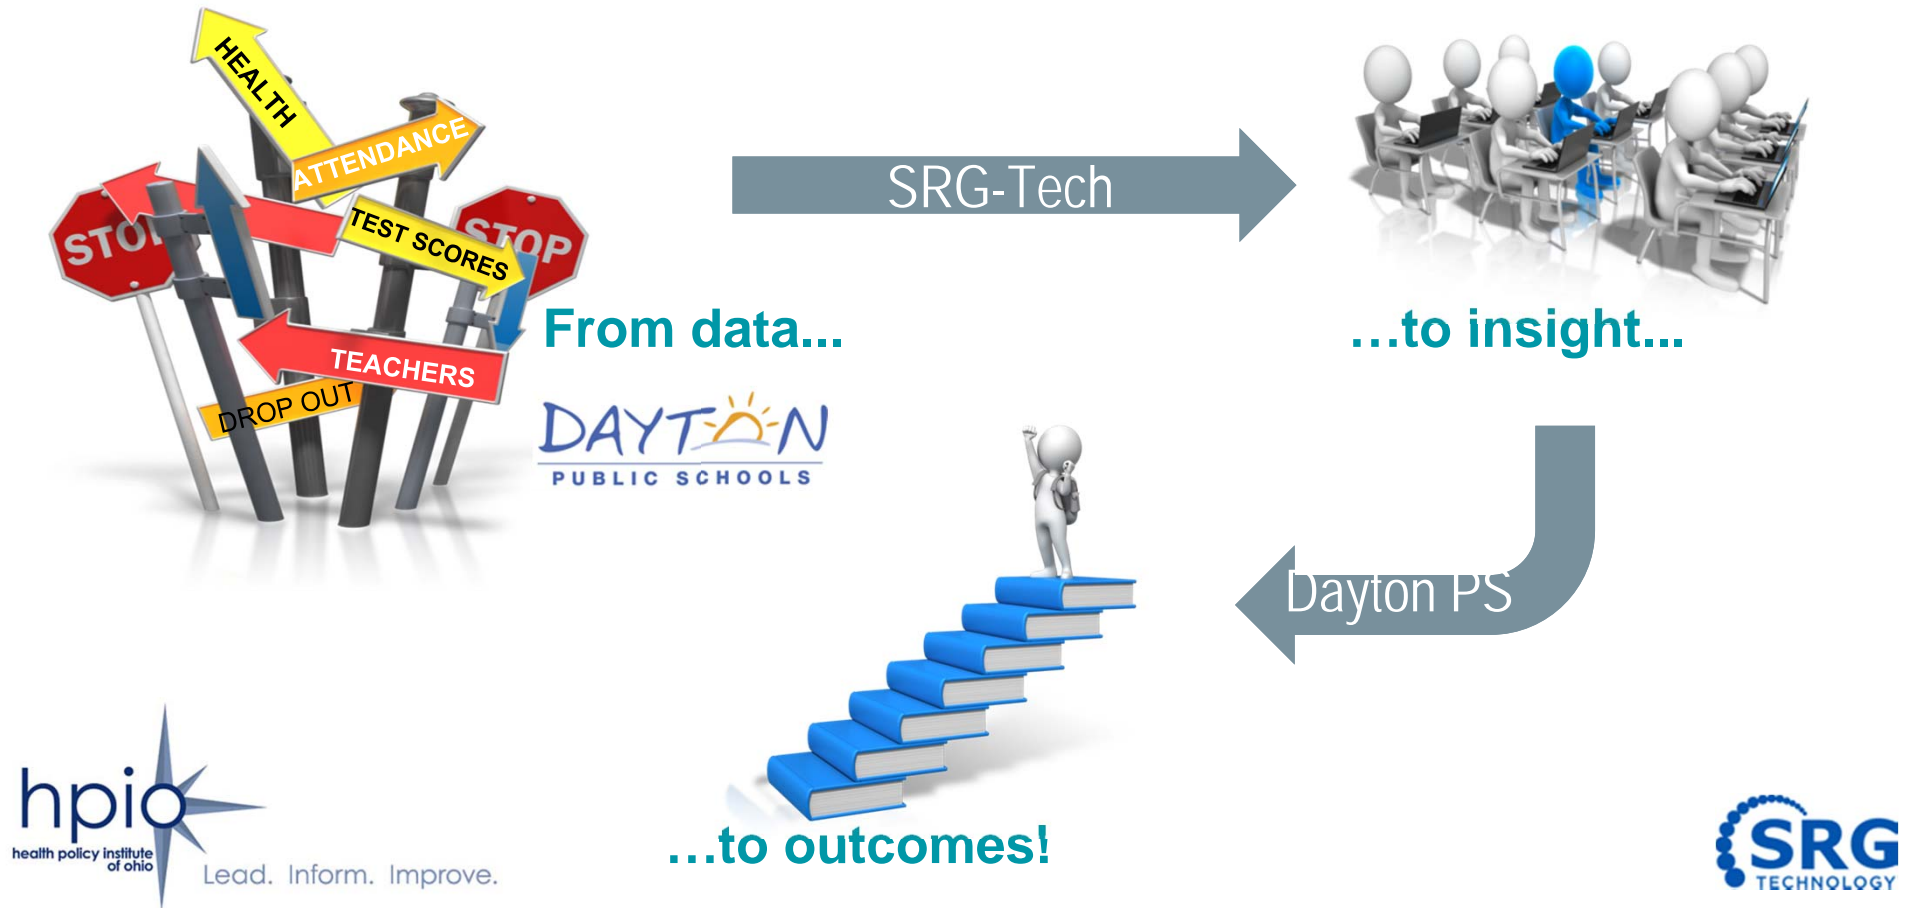 HEALTH
ATTENDANCE
STOP
TEST SCORES
STOP
TEACHERS
DROP OUT
SRG-Tech
From data...
...to insight...
DAYTON
PUBLIC SCHOOLS
Dayton PS
...to outcomes!
hpio
health policy institute
of ohio
Lead. Inform. Improve.
SRG
TECHNOLOGY